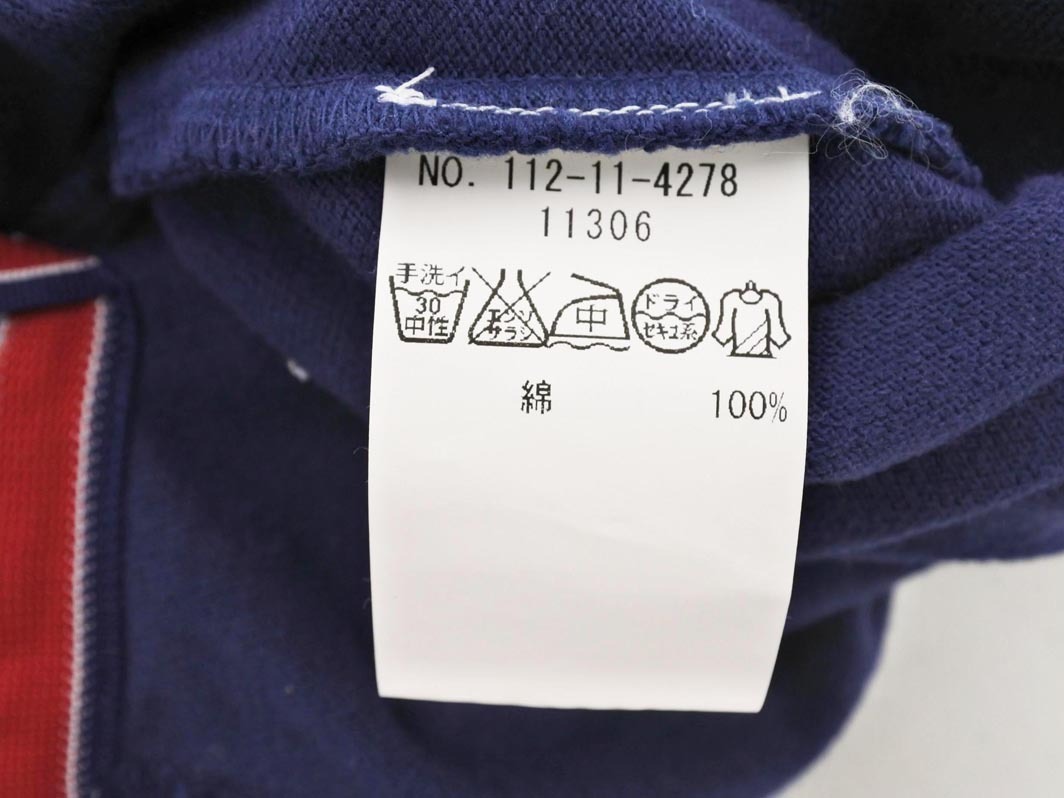 NO. 112-11-4278
11306
手洗イ
30
中性
エンソ
サラシ
中
ドライ
セキユ系
綿 100%